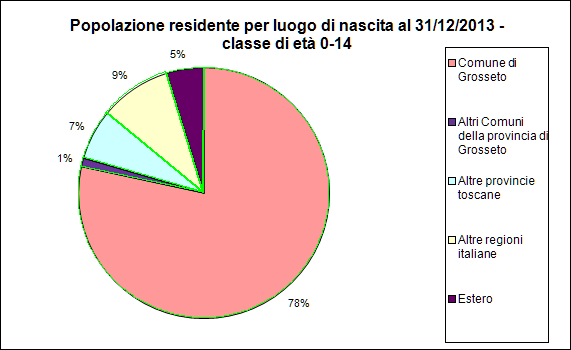 Popolazione residente per luogo di nascita al 31/12/2013 -
classe di età 0-14
5%
9%
7%
1%
78%
Comune di
Grosseto
Altri Comuni
della provincia di
Grosseto
Altre provincie
toscane
Altre regioni
italiane
Estero